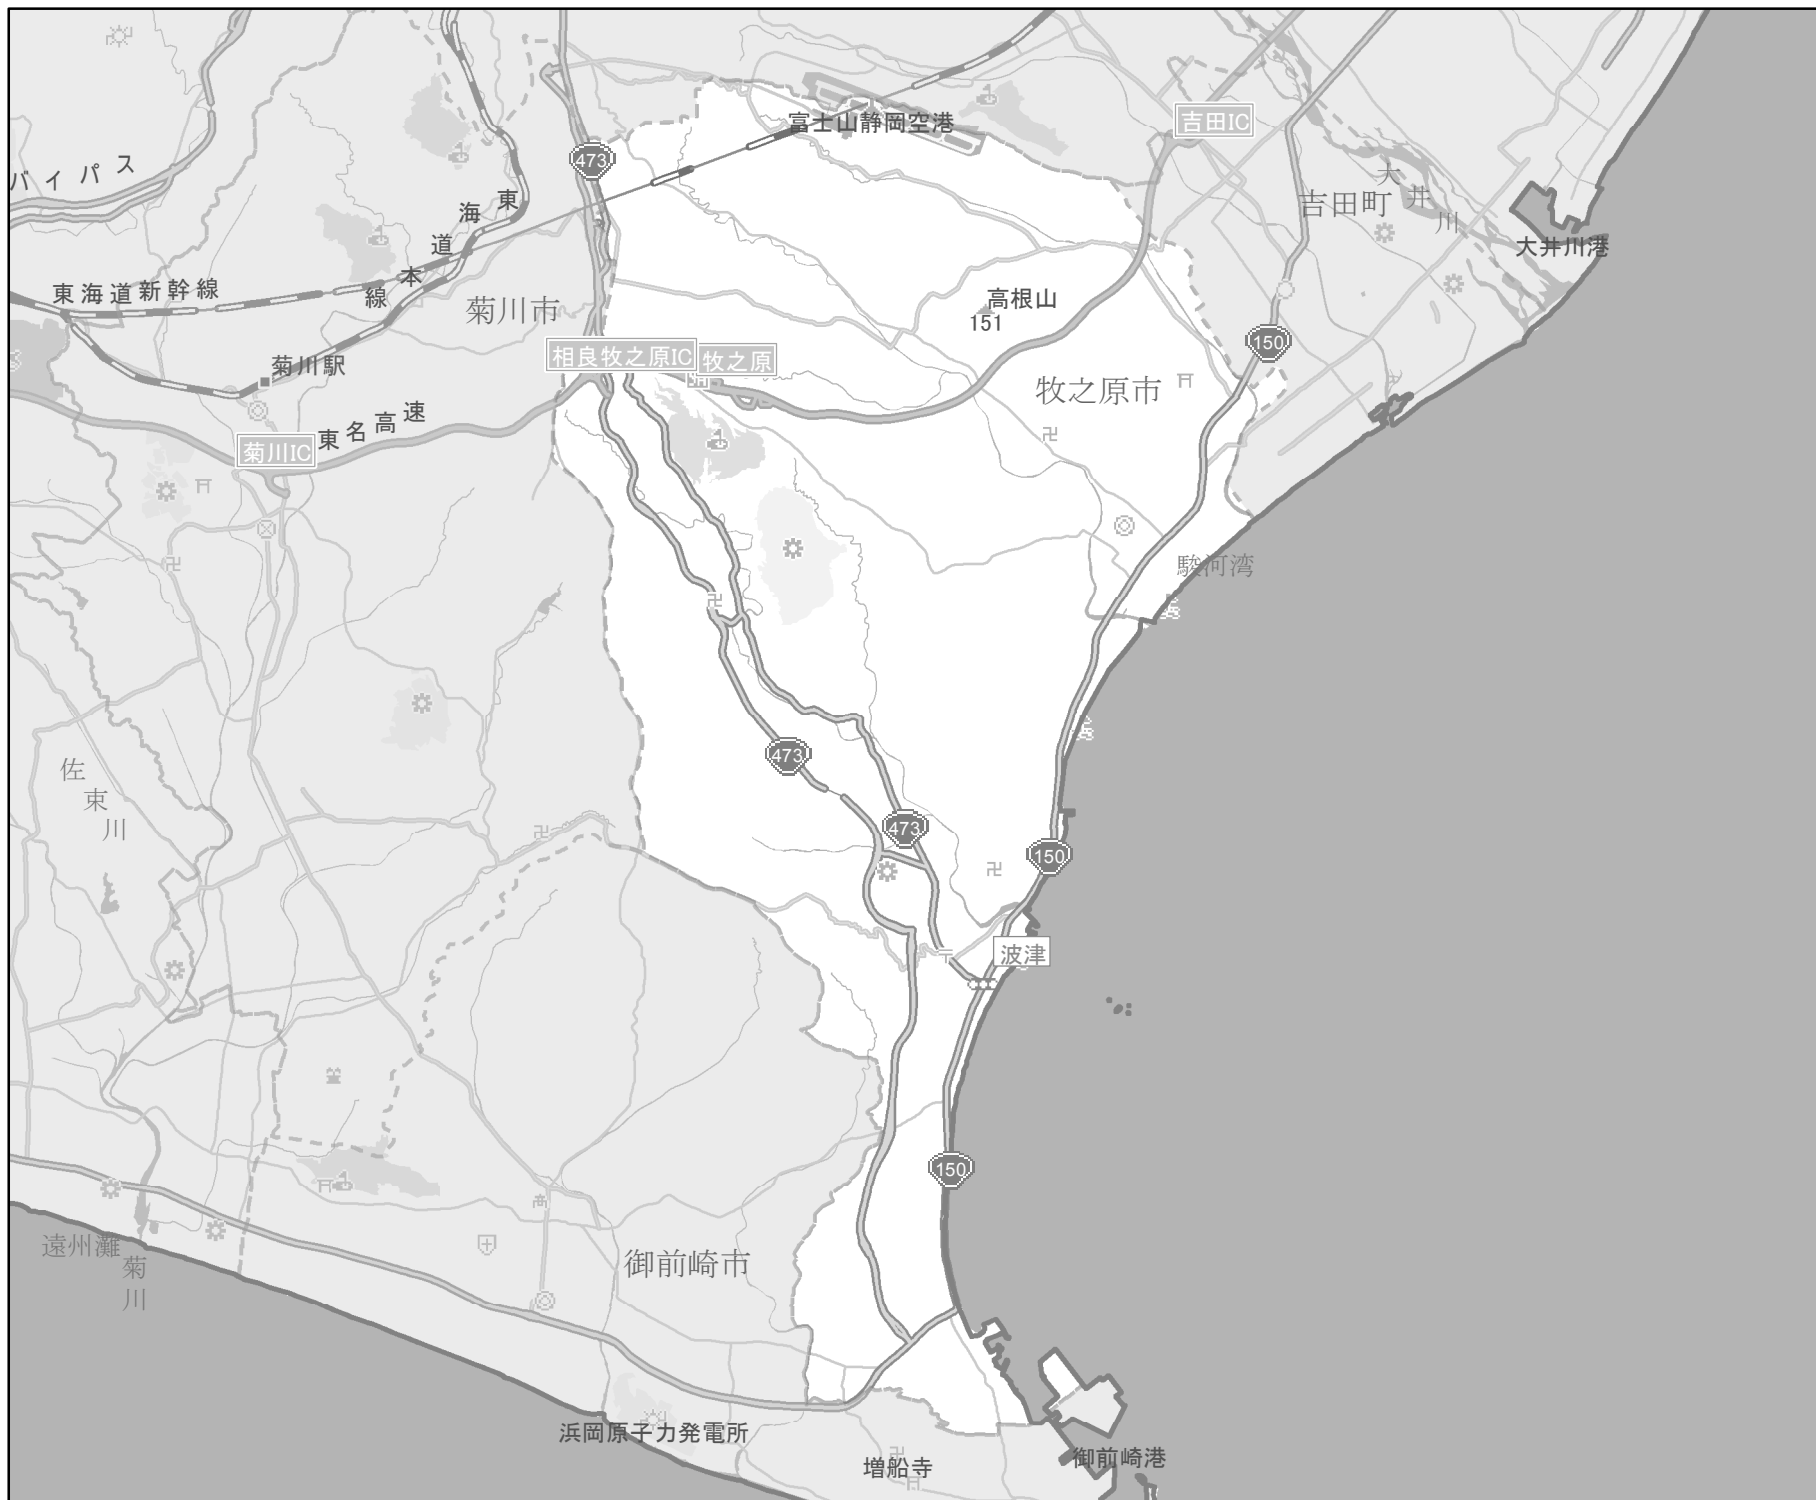 富士山静岡空港
吉田IC
473
バイパス
大井川
吉田町
東海道本線
大井川港
東海道新幹線
菊川市
高根山
151
150
相良牧之原IC
牧之原
菊川駅
牧之原市
東名高速
菊川IC
駿河湾
473
佐束川
473
150
波津
150
遠州灘
菊川
御前崎市
浜岡原子力発電所
増船寺
御前崎港